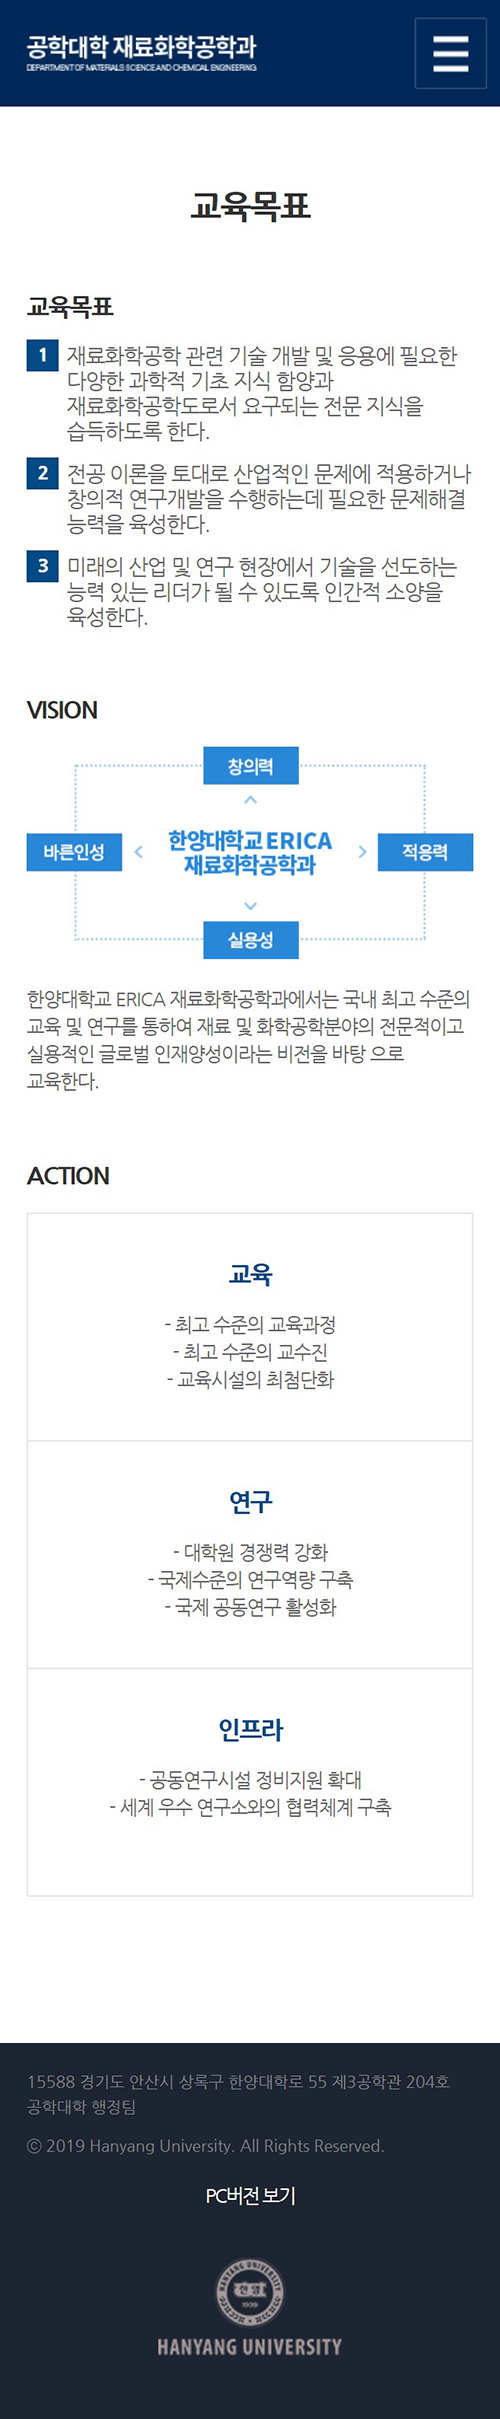 공학대학 재료화학공학과
DEPARTMENT OF MATERIALS SCIENCE AND CHEMICAL ENGINEERING
교육목표
교육목표
1 재료화학공학 관련 기술 개발 및 응용에 필요한
다양한 과학적 기초 지식 함양과
재료화학공학도로서 요구되는 전문 지식을
습득하도록 한다.
2 전공 이론을 토대로 산업적인 문제에 적용하거나
창의적 연구개발을 수행하는데 필요한 문제해결
능력을 육성한다.
3 미래의 산업 및 연구 현장에서 기술을 선도하는
능력 있는 리더가 될 수 있도록 인간적 소양을
육성한다.
VISION
창의력
바른인성
한양대학교 ERICA
재료화학공학과
적응력
실용성
한양대학교 ERICA 재료화학공학과에서는 국내 최고 수준의
교육 및 연구를 통하여 재료 및 화학공학분야의 전문적이고
실용적인 글로벌 인재양성이라는 비전을 바탕 으로
교육한다.
ACTION
교육
- 최고 수준의 교육과정
- 최고 수준의 교수진
- 교육시설의 최첨단화
연구
- 대학원 경쟁력 강화
- 국제수준의 연구역량 구축
- 국제 공동연구 활성화
인프라
- 공동연구시설 정비지원 확대
- 세계 우수 연구소와의 협력체계 구축
15588 경기도 안산시 상록구 한양대학로 55 제3공학관 204호
공학대학 행정팀
ⓒ 2019 Hanyang University. All Rights Reserved.
PC버전 보기
HANYANG UNIVERSITY
1939
HANYANG UNIVERSITY